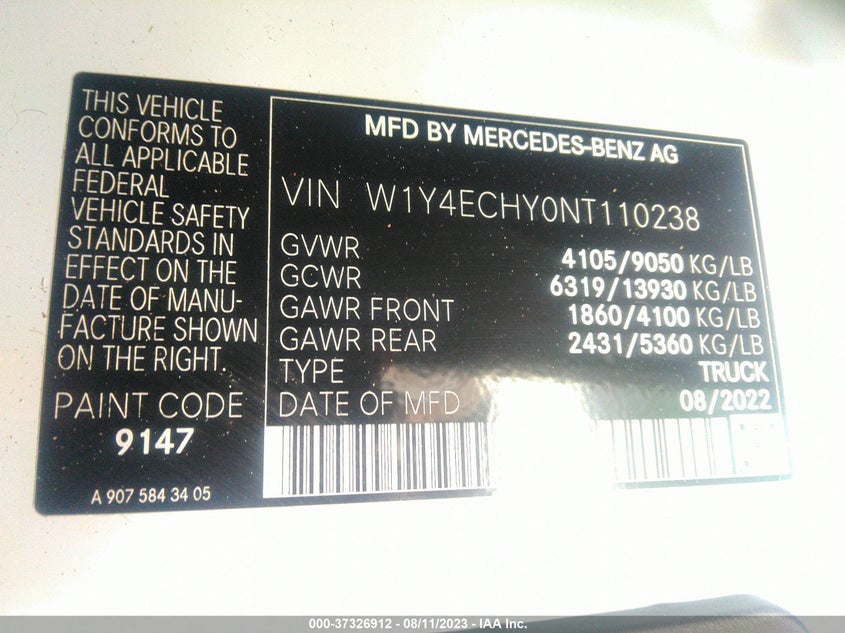 THIS VEHICLE
CONFORMS TO
ALL APPLICABLE
FEDERAL
VEHICLE SAFETY
STANDARDS IN
EFFECT ON THE
DATE OF MANU-
FACTURE SHOWN
ON THE RIGHT.
PAINT CODE
9147
A 907 584 34 05
MFD BY MERCEDES-BENZ AG
VIN W1Y4ECHY0NT110238
GVWR 4105/9050 KG/LB
GCWR 6319/13930 KG/LB
GAWR FRONT 1860/4100 KG/LB
GAWR REAR 2431/5360 KG/LB
TYPE TRUCK
DATE OF MFD 08/2022
000-37326912 - 08/11/2023 - IAA Inc.